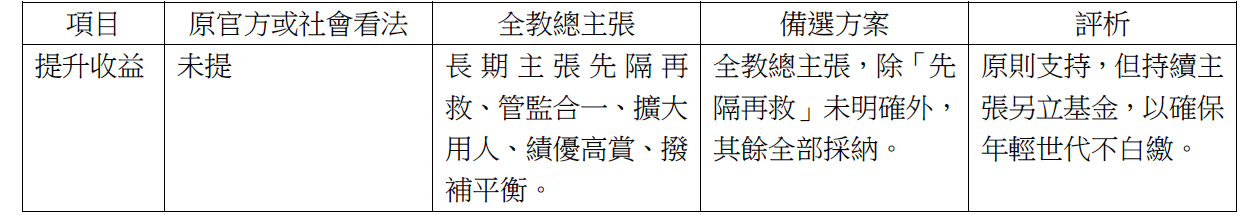 項目 原官方或社會看法 全教總主張 備選方案 評析
提升收益 未提 長期主張先隔再 全教總主張，除「先 原則支持，但持續主
救、管監合一、擴大 隔再救」未明確外， 張另立基金，以確保
用人、績優高賞、撥 其餘全部採納。 年輕世代不白繳。
補平衡。